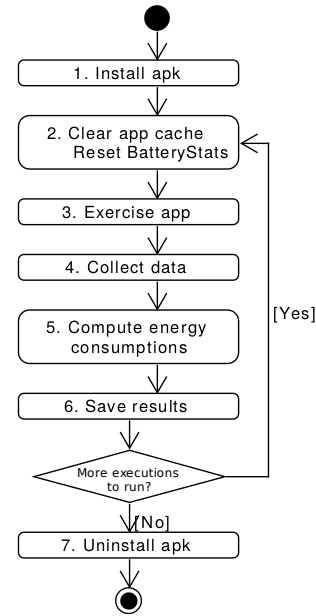 1. Install apk
2. Clear app cache
Reset BatteryStats
3. Exercise app
4. Collect data
[Yes]
5. Compute energy
consumptions
6. Save results
More executions
to run?
[No]
7. Uninstall apk